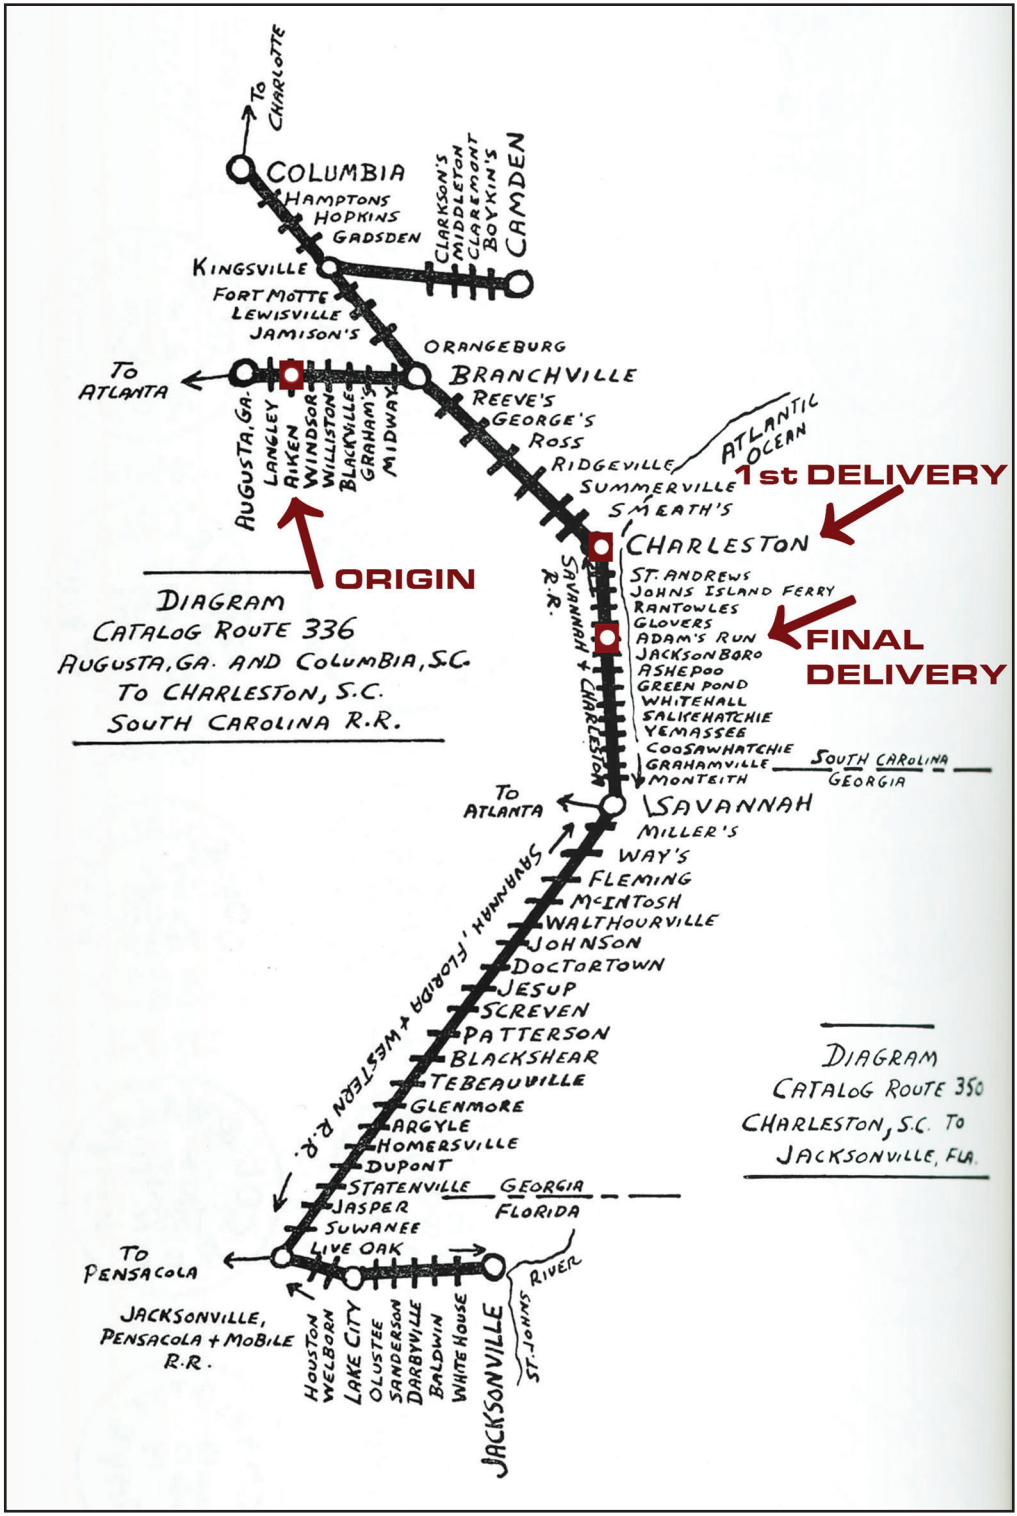 TO
CHARLOTTE
COLUMBIA
HAMPTONS
HOPKINS
GADSDEN
KINGSVILLE
CLARKSON'S
MIDDLETON
CLAREMONT
BOYKIN'S
CAMDEN
FORT MOTTE
LEWISVILLE
JAMISON'S
ORANGEBURG
BRANCHVILLE
TO
ATLANTA
AUGUSTA, GA.
LANGLEY
AIKEN
WINDSOR
WILLISTON
BLACKVILLE
GRAHAM'S
MIDWAY
REEVE'S
GEORGE'S
ROSS
RIDGEVILLE
SUMMERVILLE
SMEATH'S
ATLANTIC
OCEAN
1st DELIVERY
CHARLESTON
ORIGIN
DIAGRAM
CATALOG ROUTE 336
AUGUSTA, GA. AND COLUMBIA, S.C.
TO CHARLESTON, S.C.
SOUTH CAROLINA R.R.
SAVANNAH + CHARLESTON
R.R.
ST. ANDREWS
JOHNS ISLAND FERRY
RANTOWLES
GLOVERS
ADAM'S RUN
JACKSONBORO
ASHEPOO
GREEN POND
WHITEHALL
SALKEHATCHIE
YEMASSEE
COOSAWHATCHIE
GRAHAMVILLE
MONTEITH
FINAL
DELIVERY
SOUTH CAROLINA
GEORGIA
TO
ATLANTA
SAVANNAH
MILLER'S
WAY'S
FLEMING
MCINTOSH
WALTHOURVILLE
JOHNSON
DOCTORTOWN
JESUP
SCREVEN
PATTERSON
BLACKSHEAR
TEBEAUVILLE
GLENMORE
ARGYLE
HOMERSVILLE
DUPONT
STATENVILLE
JASPER
SUWANEE
LIVE OAK
SAVANNAH, FLORIDA + WESTERN R.R.
GEORGIA
FLORIDA
DIAGRAM
CATALOG ROUTE 350
CHARLESTON, S.C. TO
JACKSONVILLE, FLA.
TO
PENSACOLA
JACKSONVILLE,
PENSACOLA + MOBILE
R.R.
HOUSTON
WELBORN
LAKE CITY
OLUSTEE
SANDERSON
DARBYVILLE
BALDWIN
WHITE HOUSE
JACKSONVILLE
ST. JOHNS RIVER